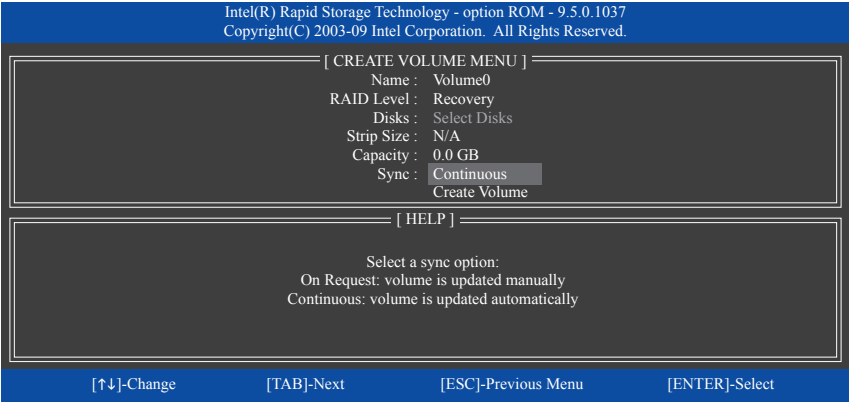 Intel(R) Rapid Storage Technology - option ROM - 9.5.0.1037
Copyright(C) 2003-09 Intel Corporation. All Rights Reserved.
[ CREATE VOLUME MENU ]
Name : Volume0
RAID Level : Recovery
Disks : Select Disks
Strip Size : N/A
Capacity : 0.0 GB
Sync : Continuous
Create Volume
[ HELP ]
Select a sync option:
On Request: volume is updated manually
Continuous: volume is updated automatically
[↑↓]-Change [TAB]-Next [ESC]-Previous Menu [ENTER]-Select